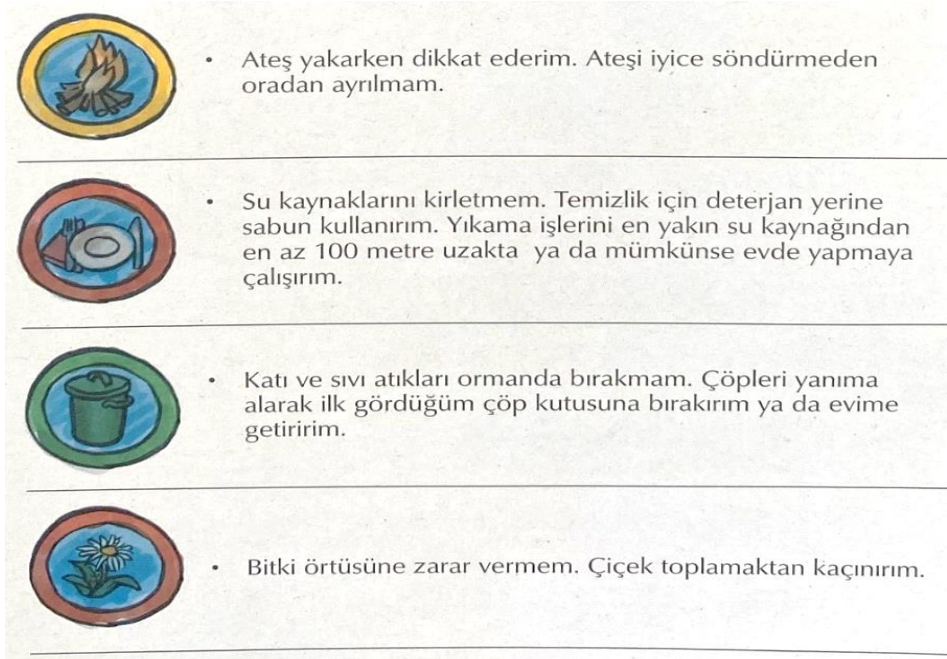 • Ateş yakarken dikkat ederim. Ateşi iyice söndürmeden
oradan ayrılmam.
• Su kaynaklarını kirletmem. Temizlik için deterjan yerine
sabun kullanırım. Yıkama işlerini en yakın su kaynağından
en az 100 metre uzakta ya da mümkünse evde yapmaya
çalışırım.
• Katı ve sıvı atıkları ormanda bırakmam. Çöpleri yanıma
alarak ilk gördüğüm çöp kutusuna bırakırım ya da evime
getiririm.
• Bitki örtüsüne zarar vermem. Çiçek toplamaktan kaçınırım.